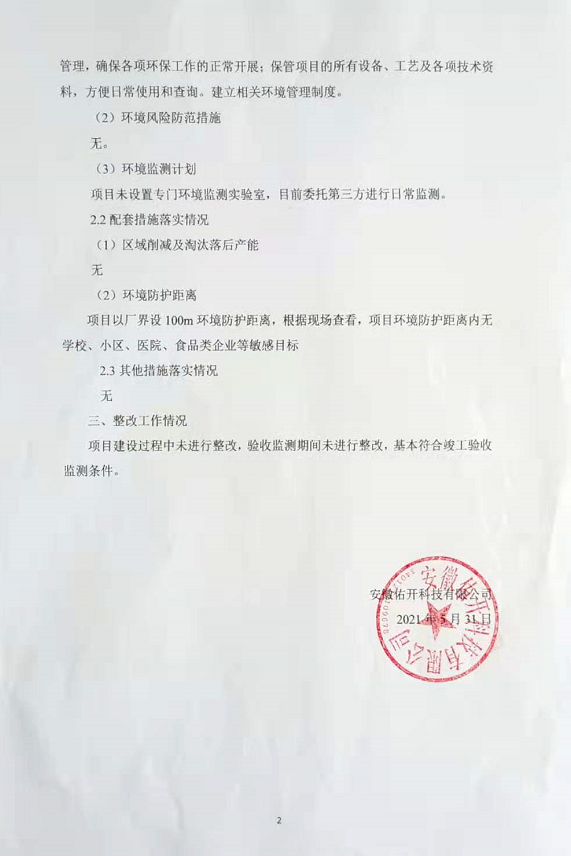 管理，确保各项环保工作的正常开展；保管项目的所有设备、工艺及各项技术资
料，方便日常使用和查询。建立相关环境管理制度。
（2）环境风险防范措施
无。
（3）环境监测计划
项目未设置专门环境监测实验室，目前委托第三方进行日常监测。
2.2 配套措施落实情况
（1）区域削减及淘汰落后产能
无
（2）环境防护距离
项目以厂界设 100m 环境防护距离，根据现场查看，项目环境防护距离内无
学校、小区、医院、食品类企业等敏感目标
2.3 其他措施落实情况
无
三、整改工作情况
项目建设过程中未进行整改，验收监测期间未进行整改，基本符合竣工验收
监测条件。
安徽佑开科技有限公司
2021 年 5 月 31 日
安徽佑开科技有限公司
2